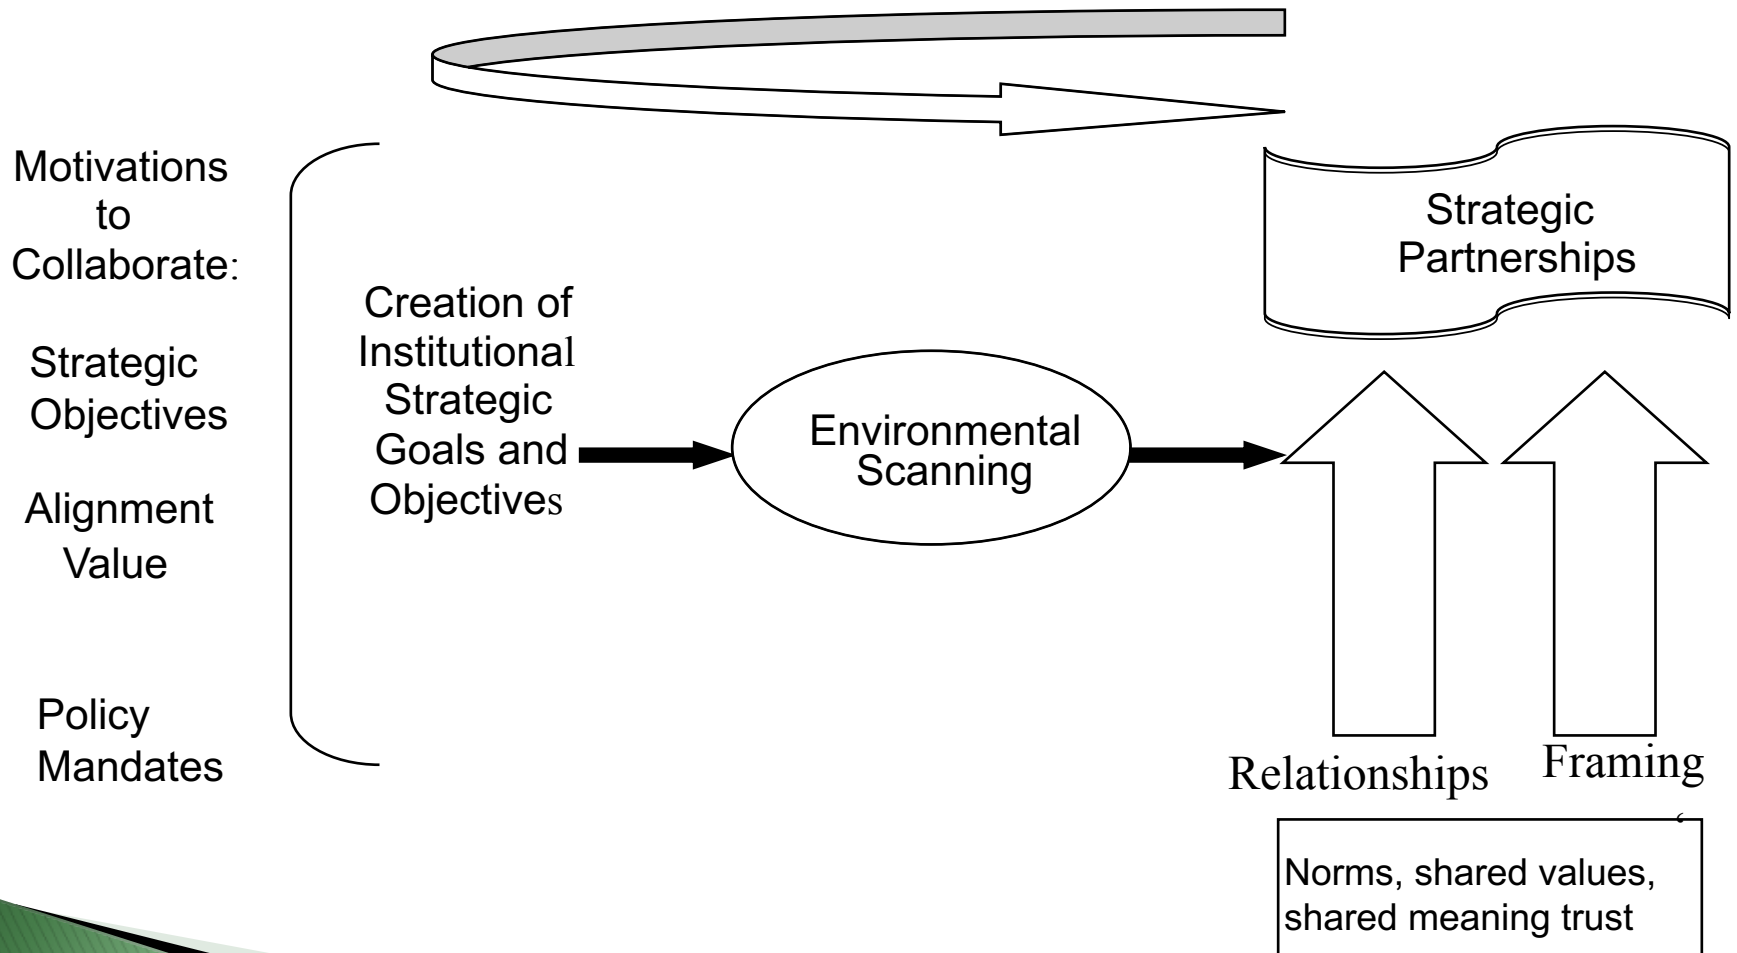 Motivations
to
Collaborate:
Strategic
Objectives
Alignment
Value
Policy
Mandates
Creation of
Institutional
Strategic
Goals and
Objectives
Environmental
Scanning
Strategic
Partnerships
Relationships
Framing
Norms, shared values,
shared meaning trust